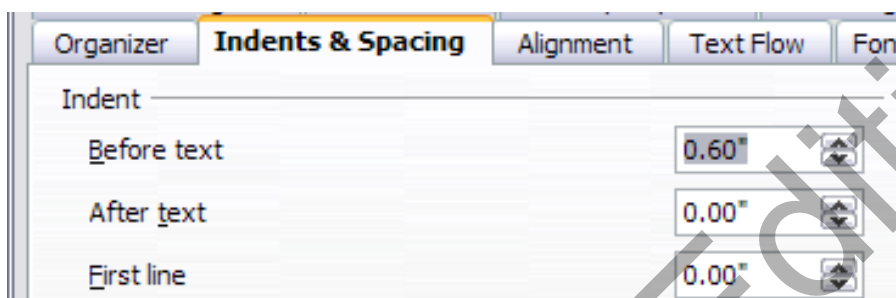 Organizer Indents & Spacing Alignment Text Flow Fon
Indent
Before text 0.60"
After text 0.00"
First line 0.00"